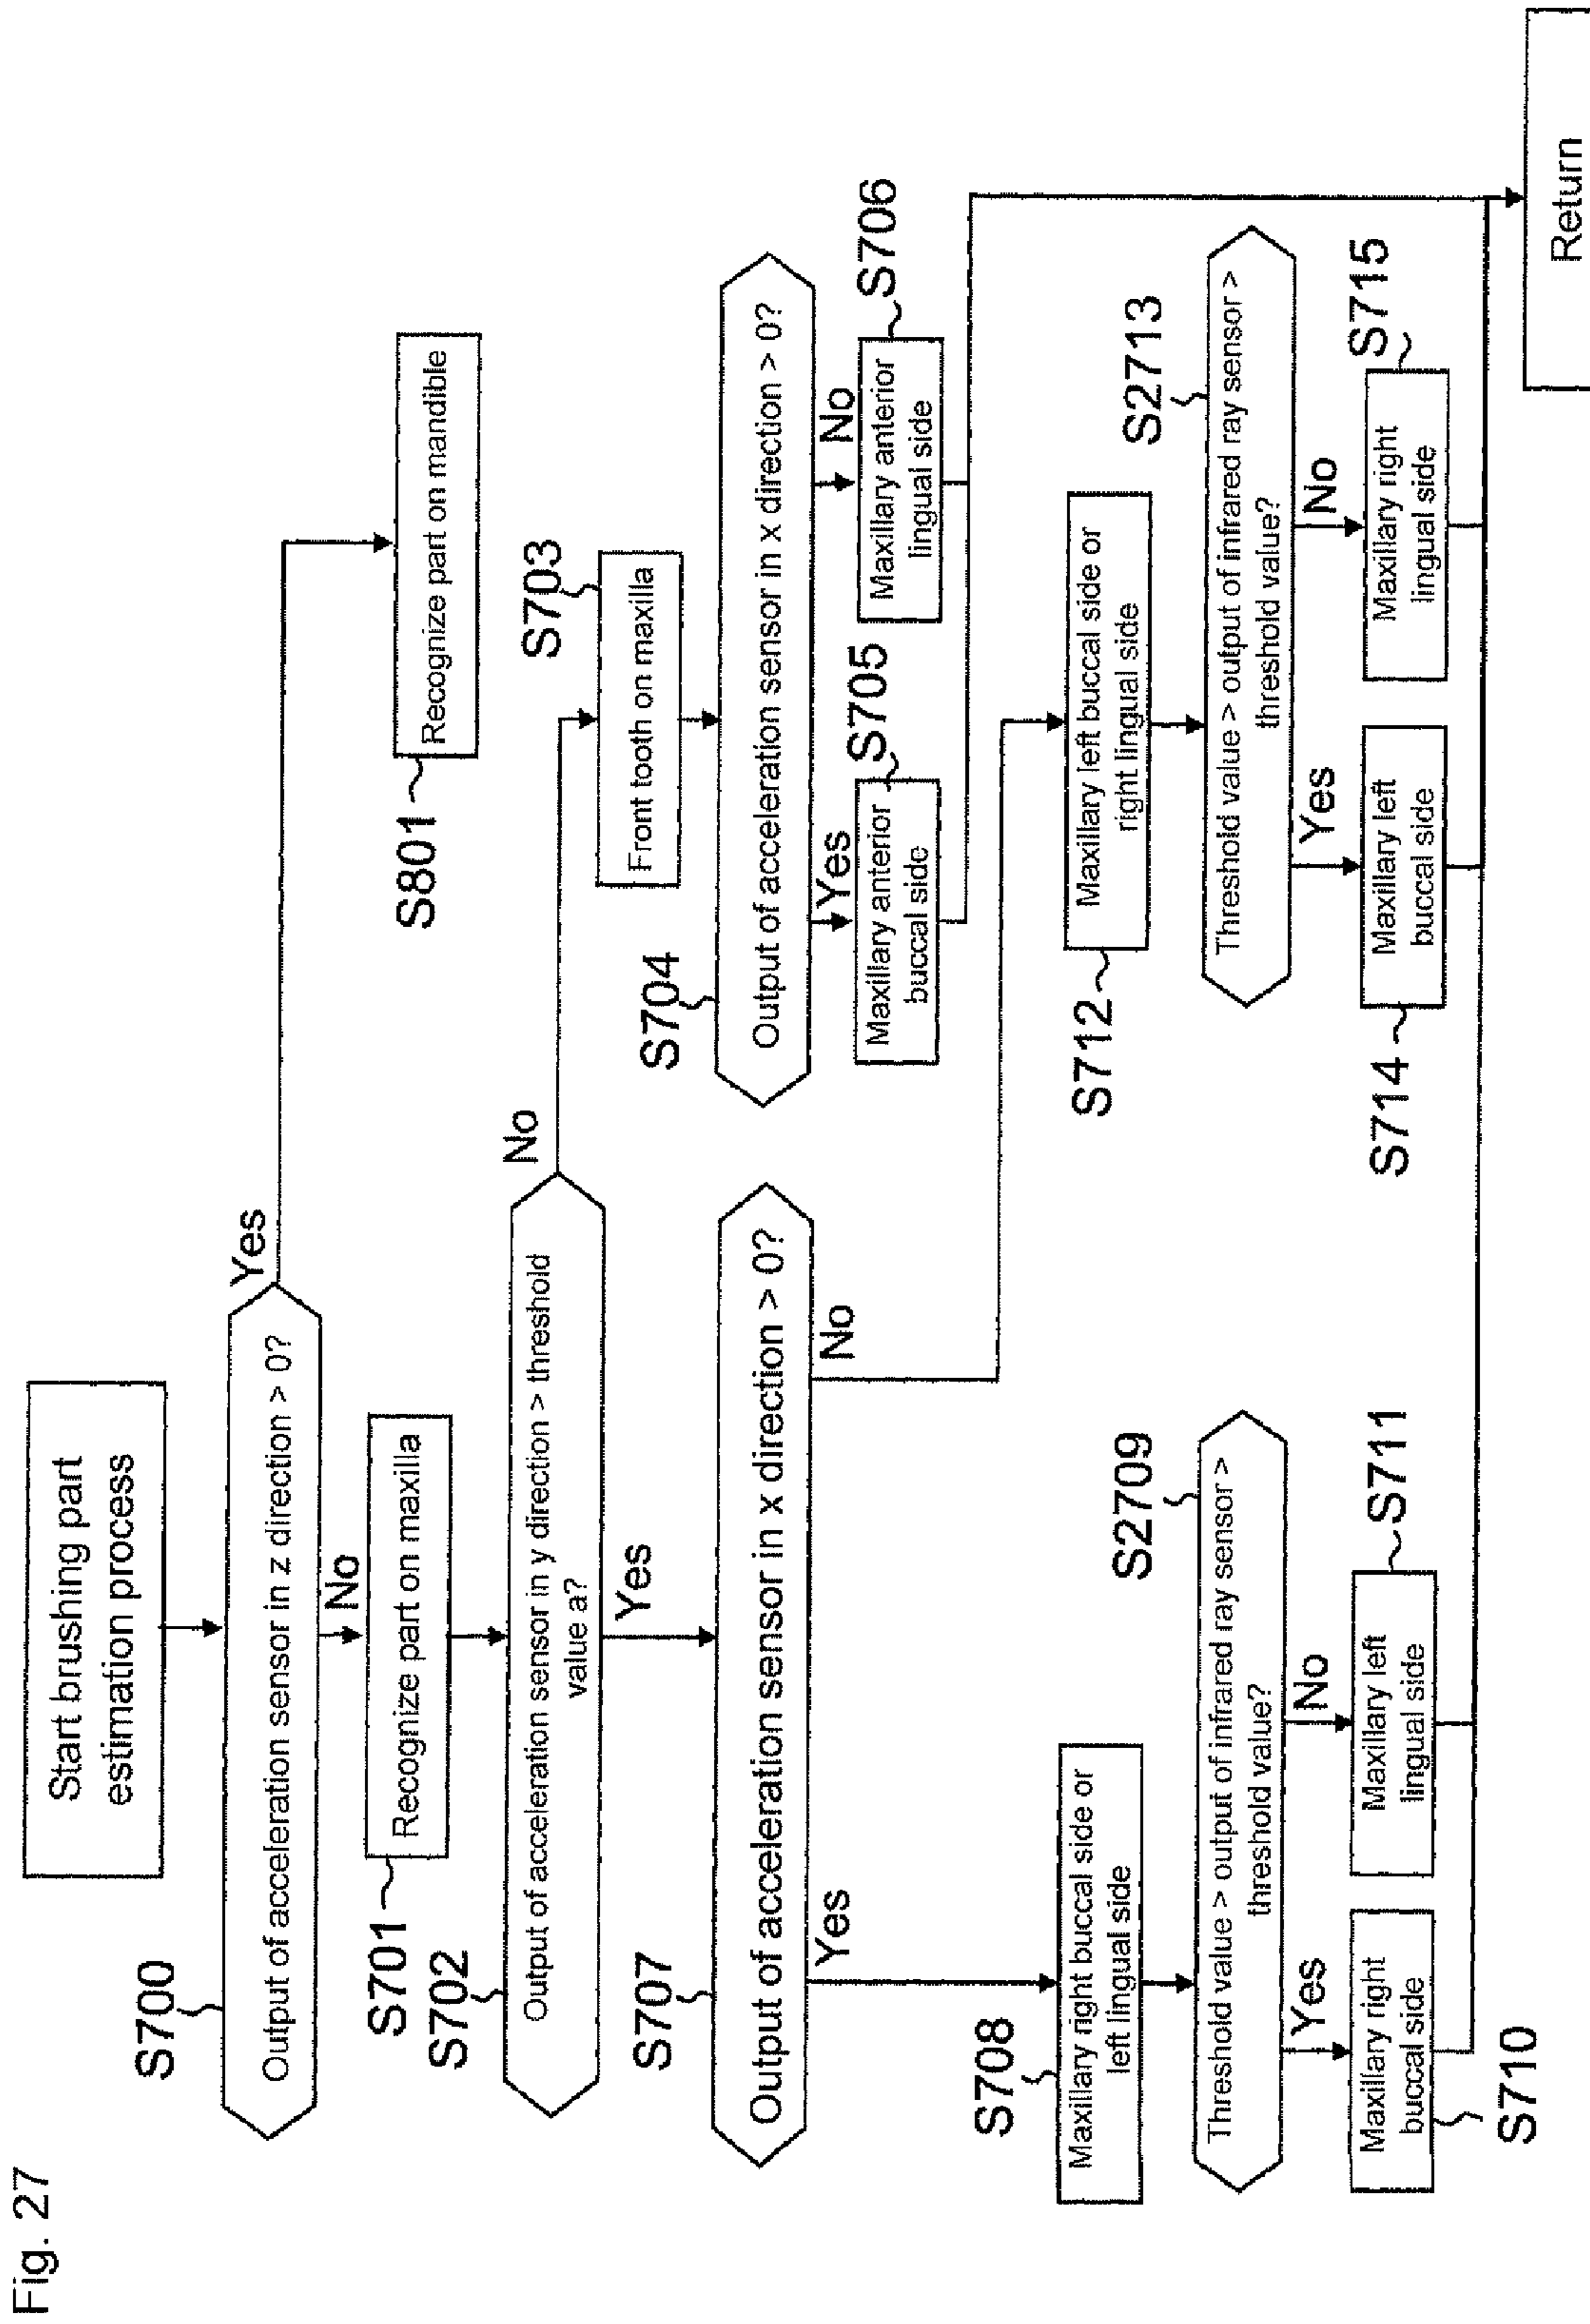 Fig. 27
Start brushing part
estimation process
S700
Output of acceleration sensor in z direction > 0?
Yes
No
S701
Recognize part on maxilla
S801
Recognize part on mandible
S702
Output of acceleration sensor in y direction > threshold
value a?
No
Yes
S703
Front tooth on maxilla
S704
Output of acceleration sensor in x direction > 0?
Yes
No
S705
Maxillary anterior
buccal side
S706
Maxillary anterior
lingual side
S707
Output of acceleration sensor in x direction > 0?
Yes
No
S708
Maxillary right buccal side or
left lingual side
S2709
Threshold value > output of infrared ray sensor >
threshold value?
Yes
No
Maxillary right
buccal side
S710
Maxillary left
lingual side
S711
S712
Maxillary left buccal side or
right lingual side
S2713
Threshold value > output of infrared ray sensor >
threshold value?
Yes
No
S714
Maxillary left
buccal side
Maxillary right
lingual side
S715
Return